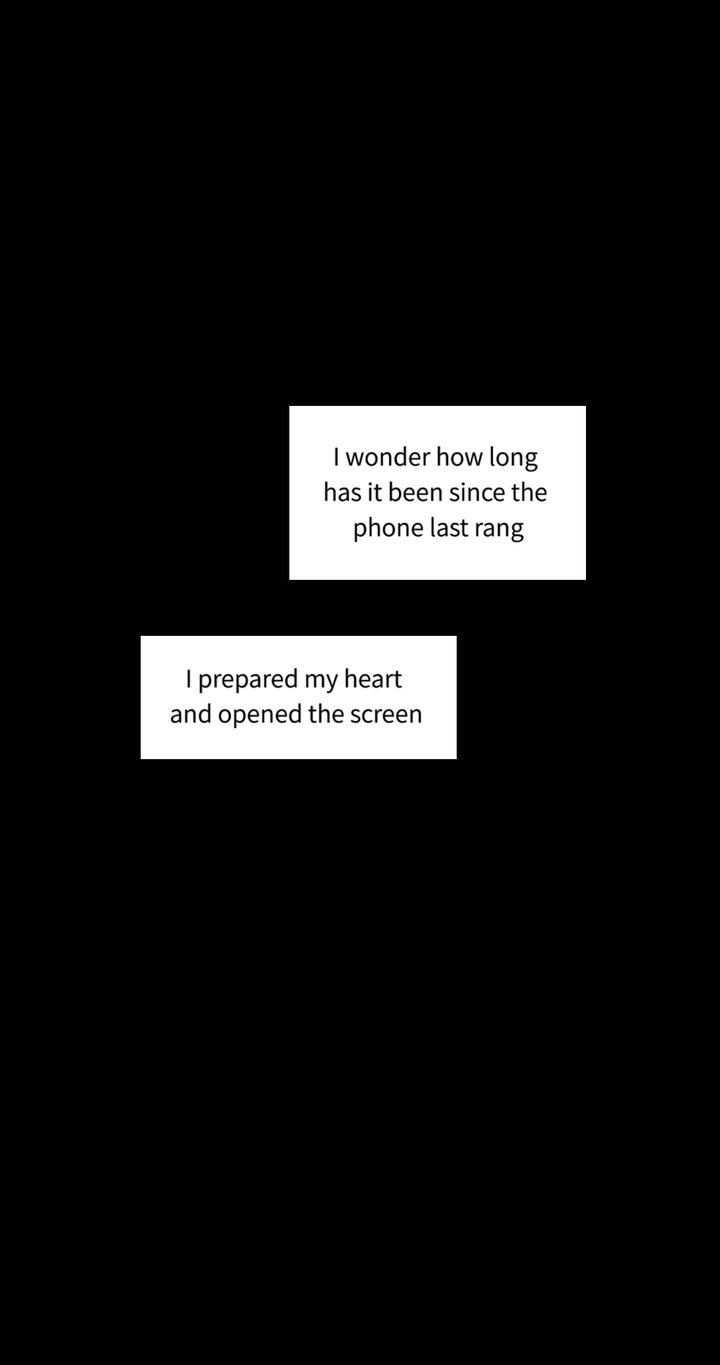 I wonder how long
has it been since the
phone last rang
I prepared my heart
and opened the screen